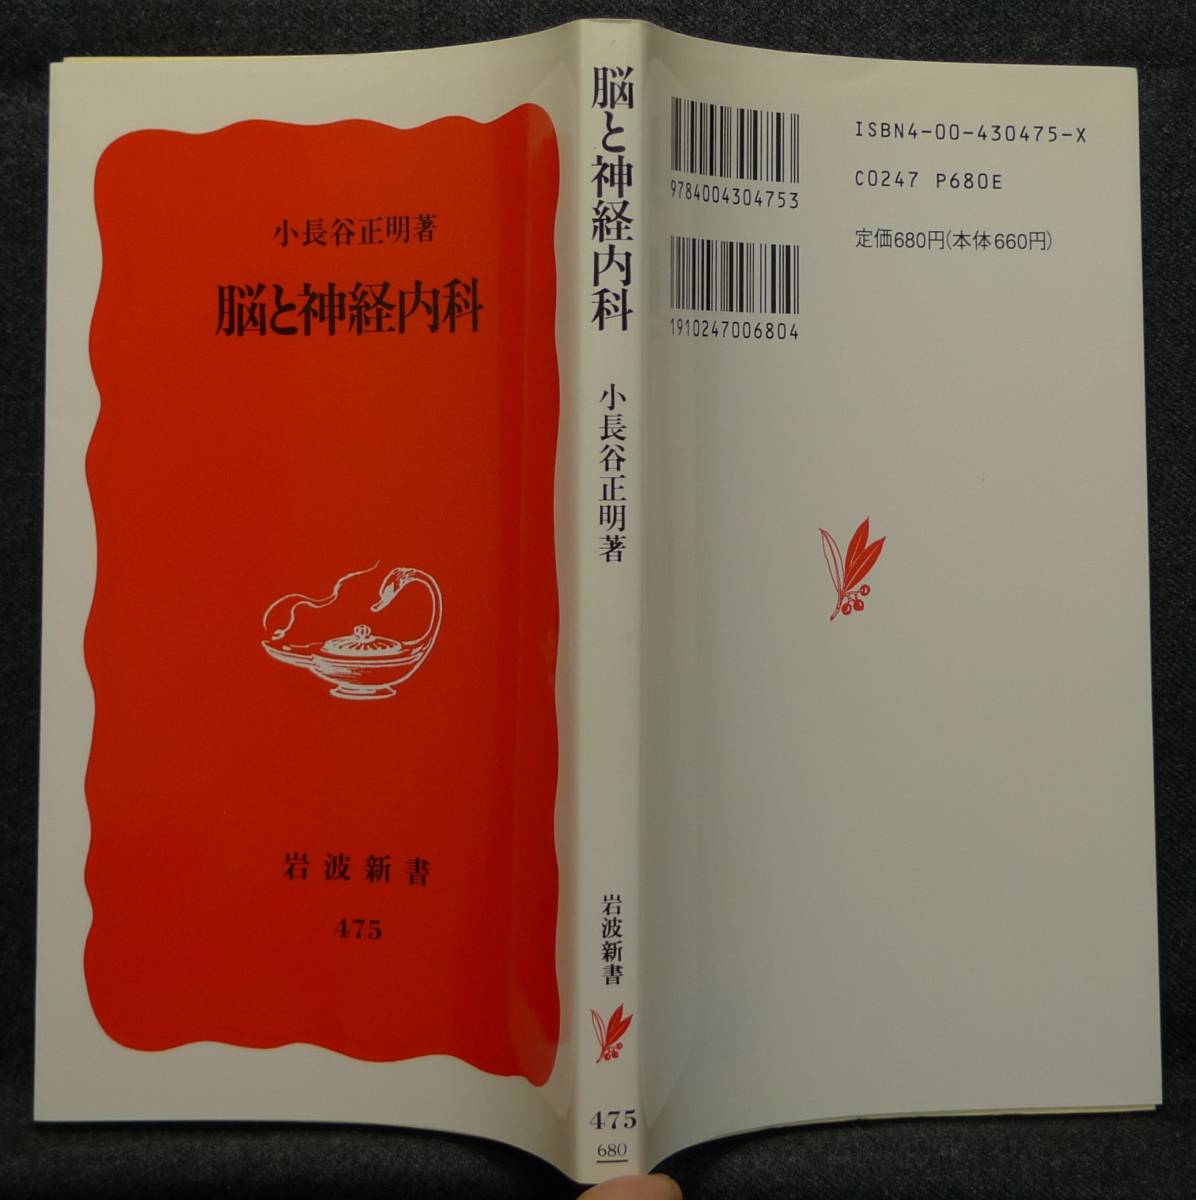 小長谷正明著
脳と神経内科
岩波新書
475
脳と神経内科
小長谷正明著
岩波新書
475
680
9784004304753
1910247006804
ISBN4-00-430475-X
C0247 P680E
定価680円(本体660円)